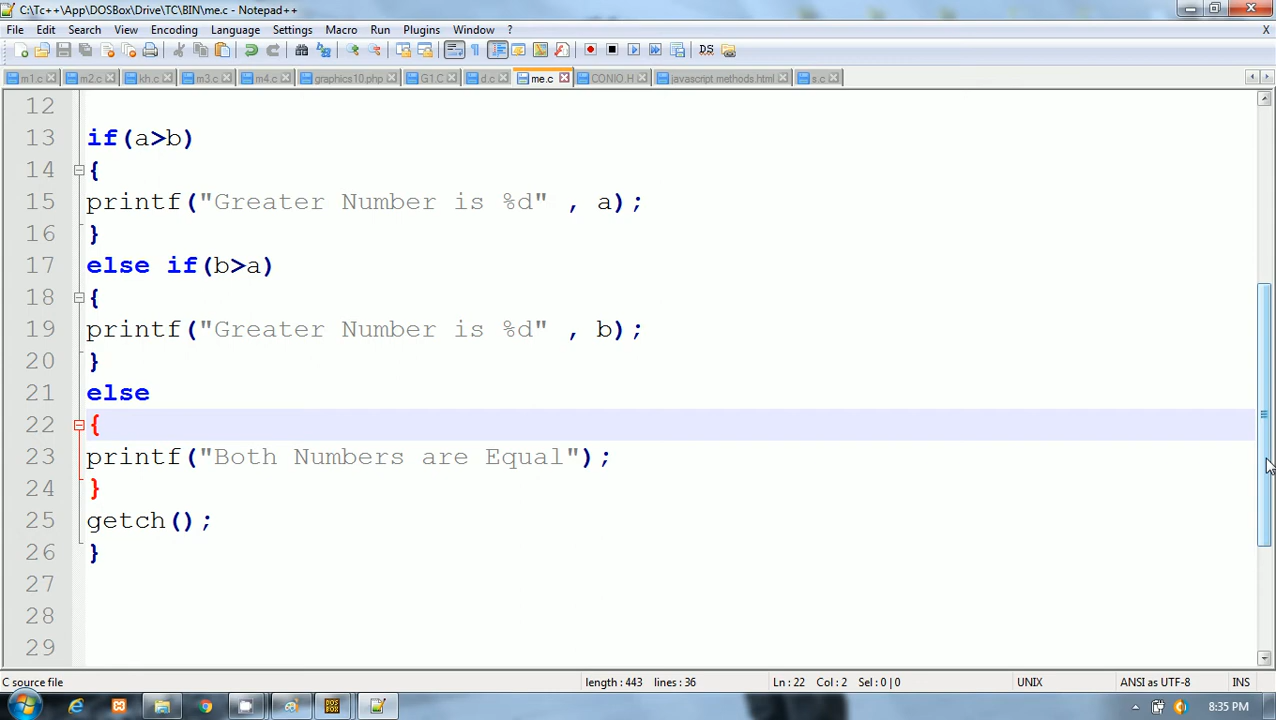 C:\Tc++\App\DOSBox\Drive\TC\BIN\me.c - Notepad++
File Edit Search View Encoding Language Settings Macro Run Plugins Window ? X
m1.c m2.c kh.c m3.c m4.c graphics10.php G1.C d.c me.c CONIO.H javascript methods.html s.c
12
13 if(a>b)
14 {
15 printf("Greater Number is %d" , a);
16 }
17 else if(b>a)
18 {
19 printf("Greater Number is %d" , b);
20 }
21 else
22 {
23 printf("Both Numbers are Equal");
24 }
25 getch();
26 }
27
28
29
C source file length : 443 lines : 36 Ln : 22 Col : 2 Sel : 0 | 0 UNIX ANSI as UTF-8 INS
DOS BOX 8:35 PM